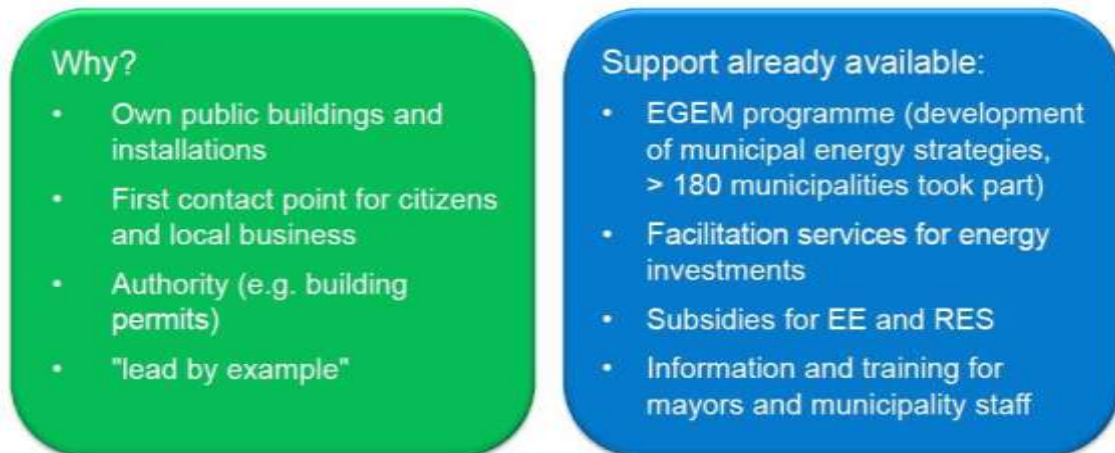 Why?
• Own public buildings and
installations
• First contact point for citizens
and local business
• Authority (e.g. building
permits)
• "lead by example"
Support already available:
• EGEM programme (development
of municipal energy strategies,
> 180 municipalities took part)
• Facilitation services for energy
investments
• Subsidies for EE and RES
• Information and training for
mayors and municipality staff